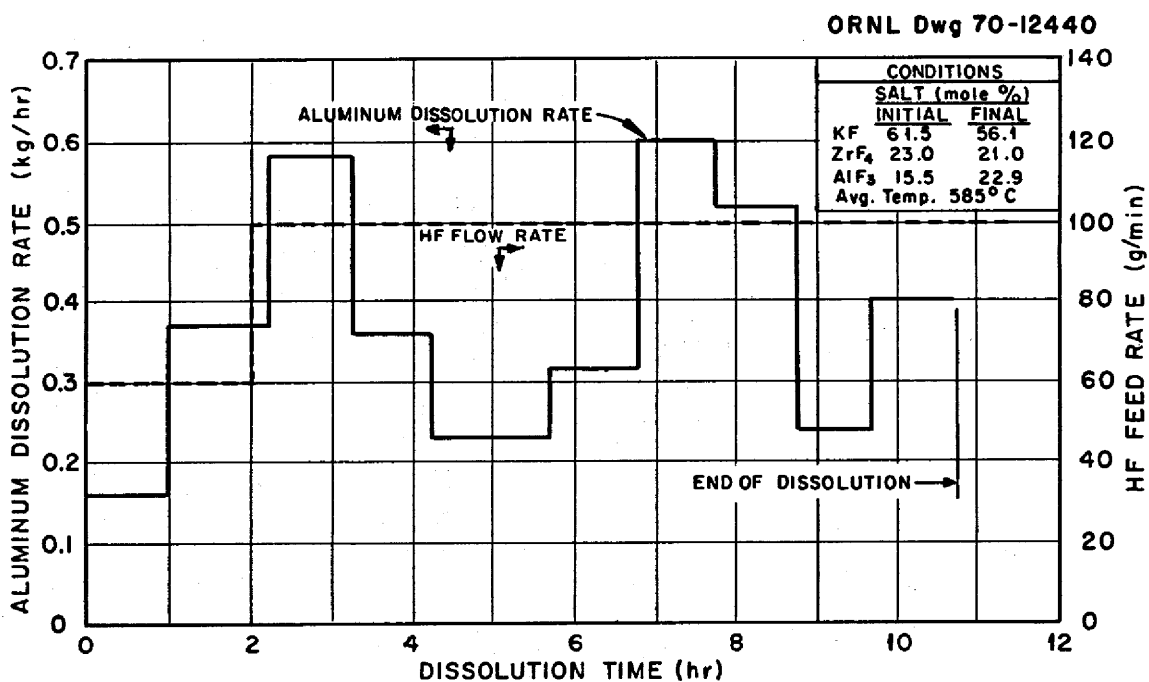 ORNL Dwg 70-12440
CONDITIONS
SALT (mole %)
INITIAL FINAL
KF 61.5 56.1
ZrF4 23.0 21.0
AlF3 15.5 22.9
Avg. Temp. 585°C
ALUMINUM DISSOLUTION RATE
HF FLOW RATE
END OF DISSOLUTION
ALUMINUM DISSOLUTION RATE (kg/hr)
0.7
0.6
0.5
0.4
0.3
0.2
0.1
0
HF FEED RATE (g/min)
140
120
100
80
60
40
20
0
0 2 4 6 8 10 12
DISSOLUTION TIME (hr)